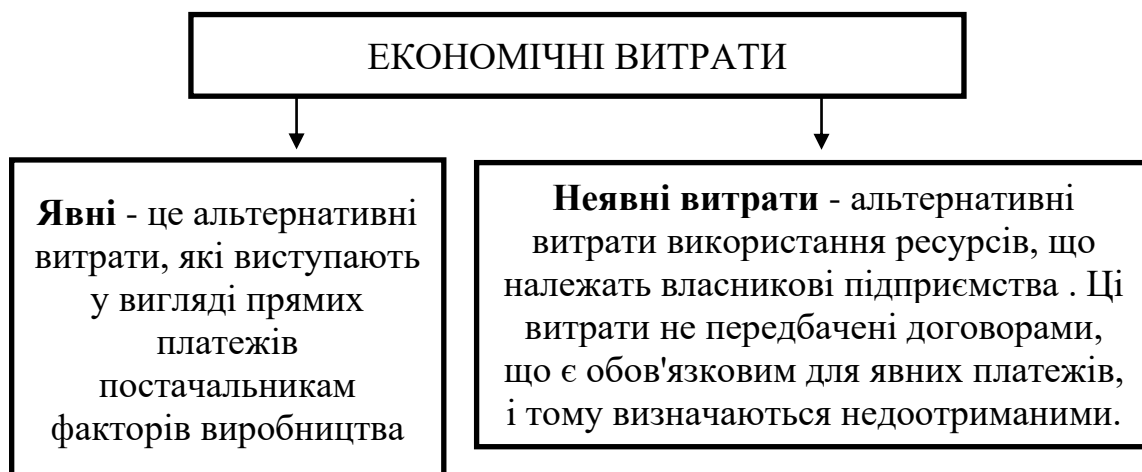 ЕКОНОМІЧНІ ВИТРАТИ
Явні - це альтернативні
витрати, які виступають
у вигляді прямих
платежів
постачальникам
факторів виробництва
Неявні витрати - альтернативні
витрати використання ресурсів, що
належать власникові підприємства . Ці
витрати не передбачені договорами,
що є обов'язковим для явних платежів,
і тому визначаються недоотриманими.